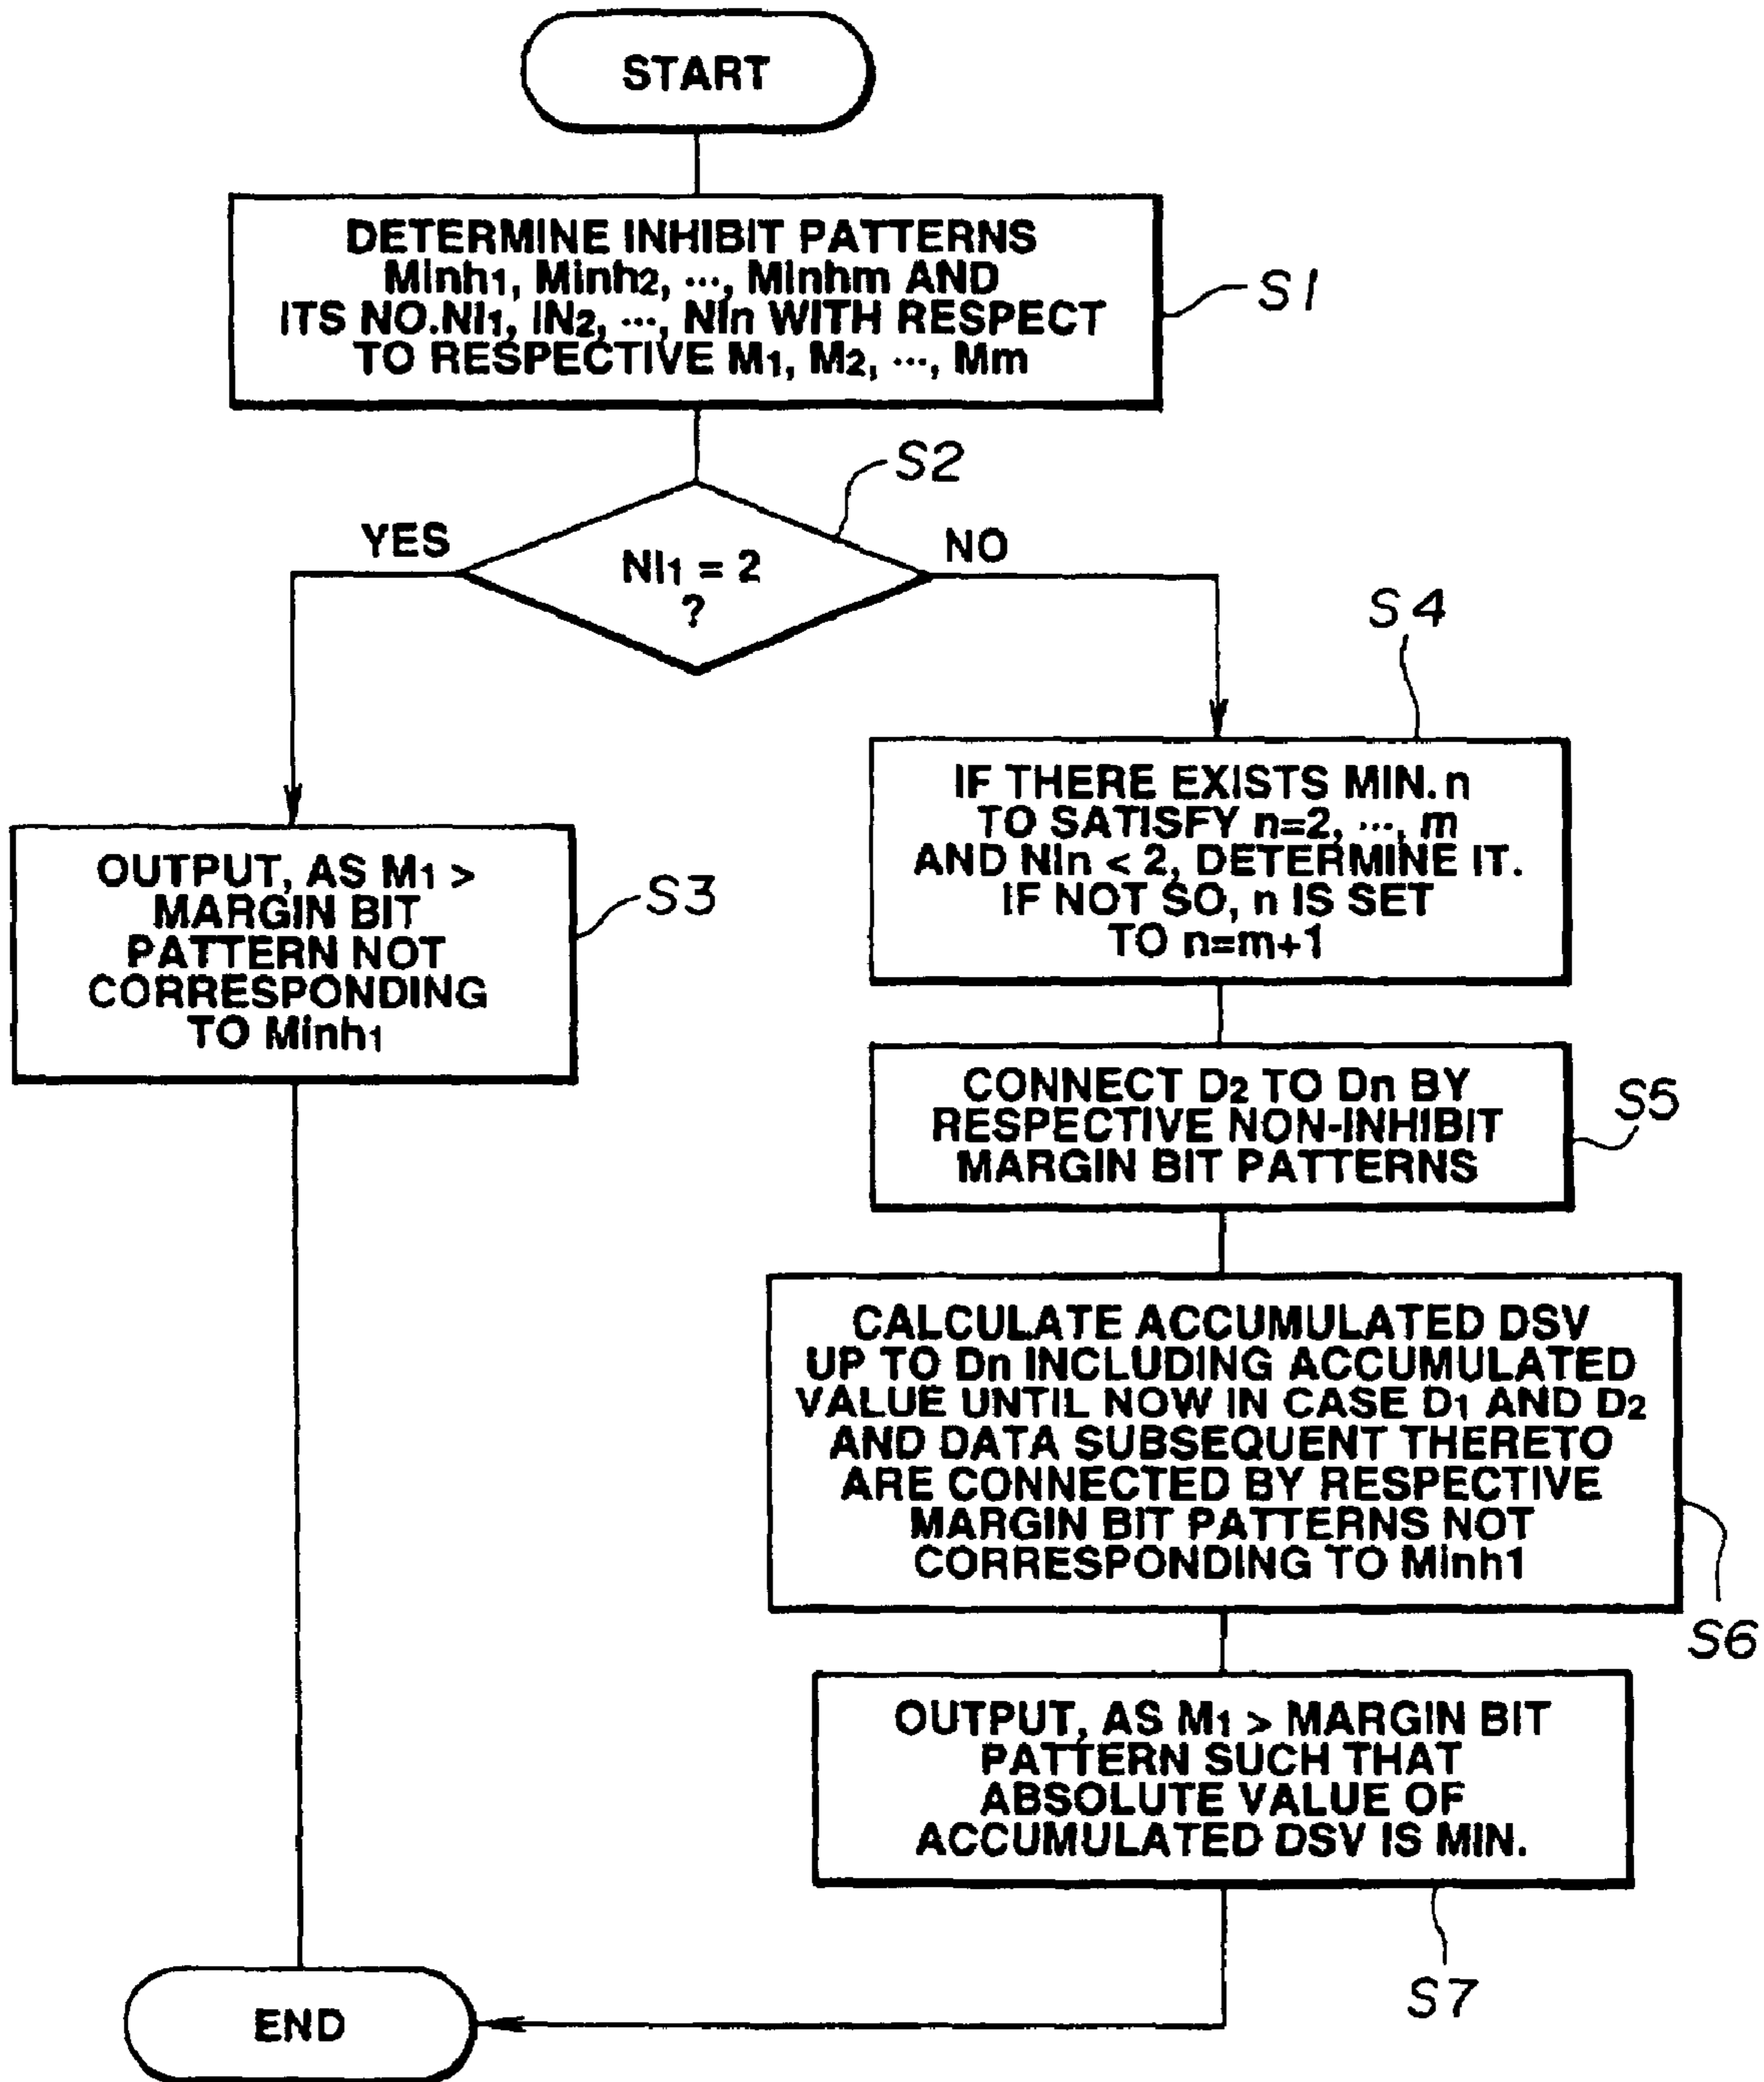 START
DETERMINE INHIBIT PATTERNS
Minh1, Minh2, ···, Minhm AND
ITS NO.NI1, IN2, ···, NIn WITH RESPECT
TO RESPECTIVE M1, M2, ···, Mm
S1
S2
YES
NI1 = 2
?
NO
S4
IF THERE EXISTS MIN. n
TO SATISFY n=2, ···, m
AND NIn < 2, DETERMINE IT.
IF NOT SO, n IS SET
TO n=m+1
OUTPUT, AS M1 >
MARGIN BIT
PATTERN NOT
CORRESPONDING
TO Minh1
S3
CONNECT D2 TO Dn BY
RESPECTIVE NON-INHIBIT
MARGIN BIT PATTERNS
S5
CALCULATE ACCUMULATED DSV
UP TO Dn INCLUDING ACCUMULATED
VALUE UNTIL NOW IN CASE D1 AND D2
AND DATA SUBSEQUENT THERETO
ARE CONNECTED BY RESPECTIVE
MARGIN BIT PATTERNS NOT
CORRESPONDING TO Minh1
S6
OUTPUT, AS M1 > MARGIN BIT
PATTERN SUCH THAT
ABSOLUTE VALUE OF
ACCUMULATED DSV IS MIN.
S7
END